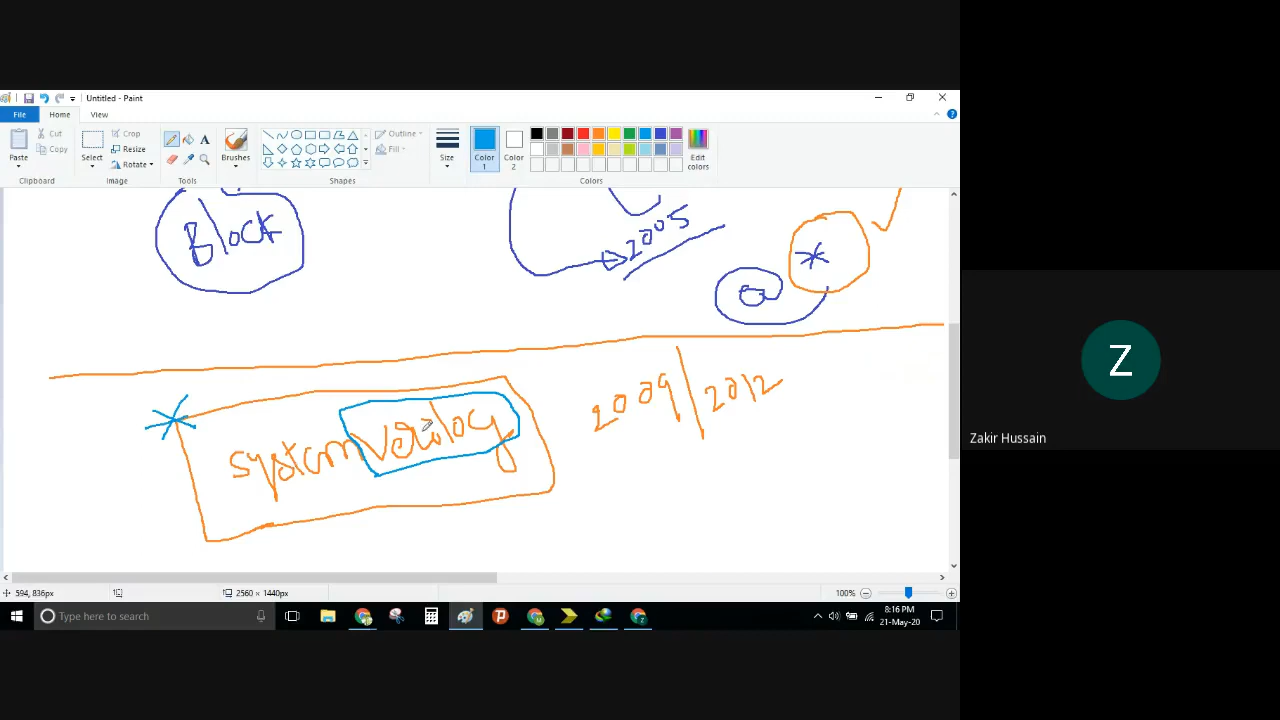 Untitled - Paint
File Home View
Cut
Copy
Paste
Clipboard
Crop
Resize
Rotate
Select
Image
Tools
Brushes
Outline
Fill
Shapes
Size
Color 1
Color 2
Edit colors
Colors
Block
2005
*
2009/2012
system verilog
594, 836px
2560 × 1440px
100%
Type here to search
8:16 PM
21-May-20
Z
Zakir Hussain